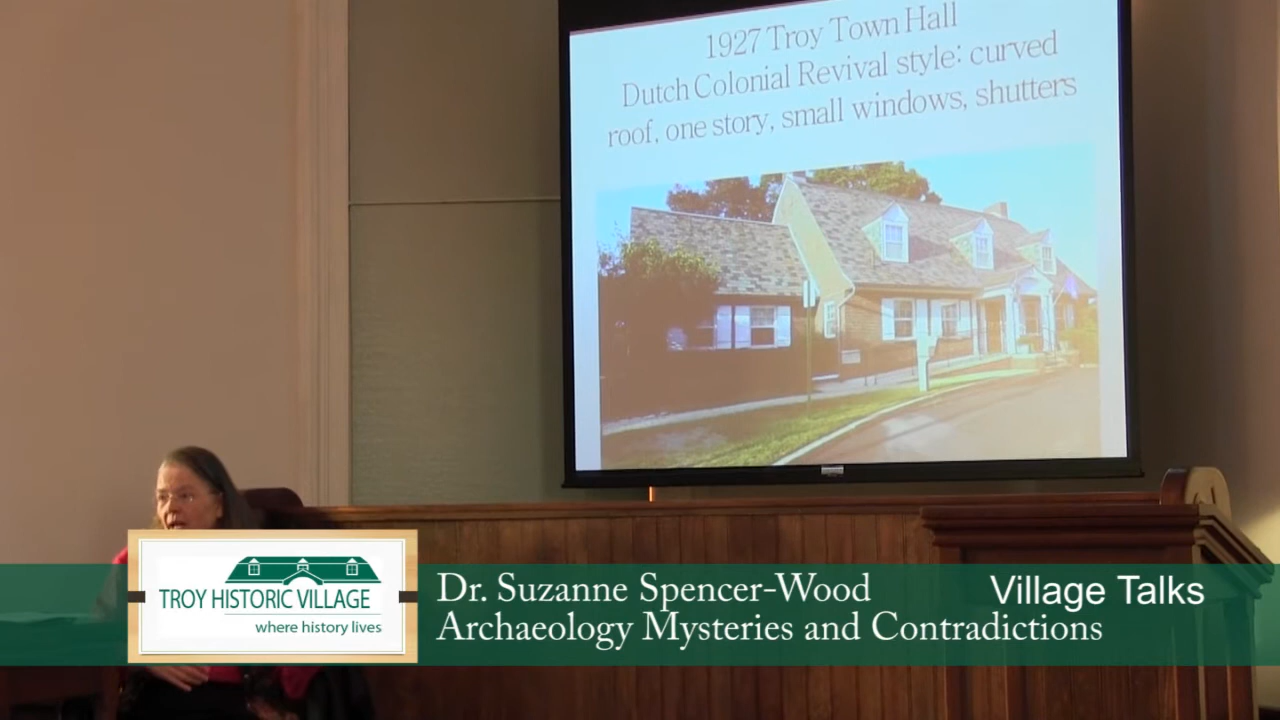 1927 Troy Town Hall
Dutch Colonial Revival style: curved
roof, one story, small windows, shutters
TROY HISTORIC VILLAGE
where history lives
Dr. Suzanne Spencer-Wood
Archaeology Mysteries and Contradictions
Village Talks